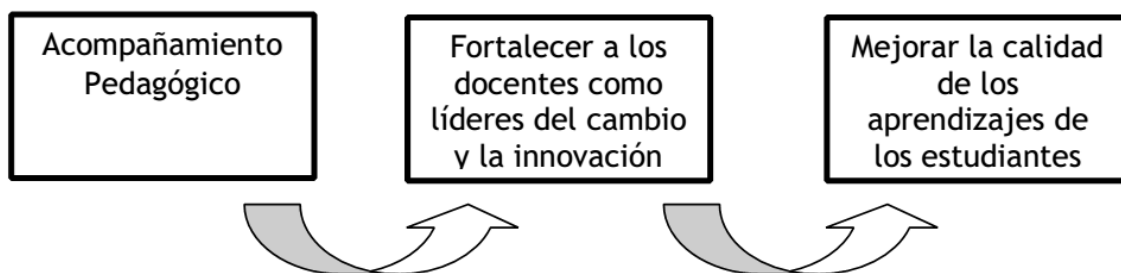 Acompañamiento
Pedagógico
Fortalecer a los
docentes como
líderes del cambio
y la innovación
Mejorar la calidad
de los
aprendizajes de
los estudiantes